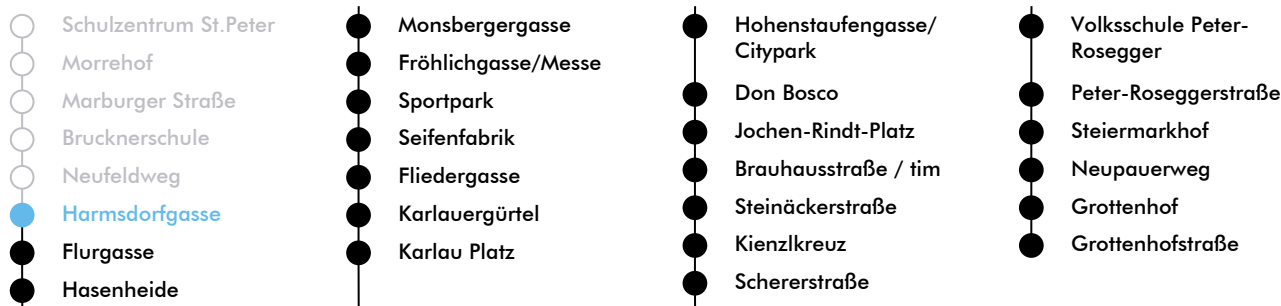 Schulzentrum St.Peter
Morrehof
Marburger Straße
Brucknerschule
Neufeldweg
Harmsdorfgasse
Flurgasse
Hasenheide
Monsbergergasse
Fröhlichgasse/Messe
Sportpark
Seifenfabrik
Fliedergasse
Karlauergürtel
Karlau Platz
Hohenstaufengasse/
Citypark
Don Bosco
Jochen-Rindt-Platz
Brauhausstraße / tim
Steinäckerstraße
Kienzlkreuz
Schererstraße
Volksschule Peter-
Rosegger
Peter-Roseggerstraße
Steiermarkhof
Neupauerweg
Grottenhof
Grottenhofstraße